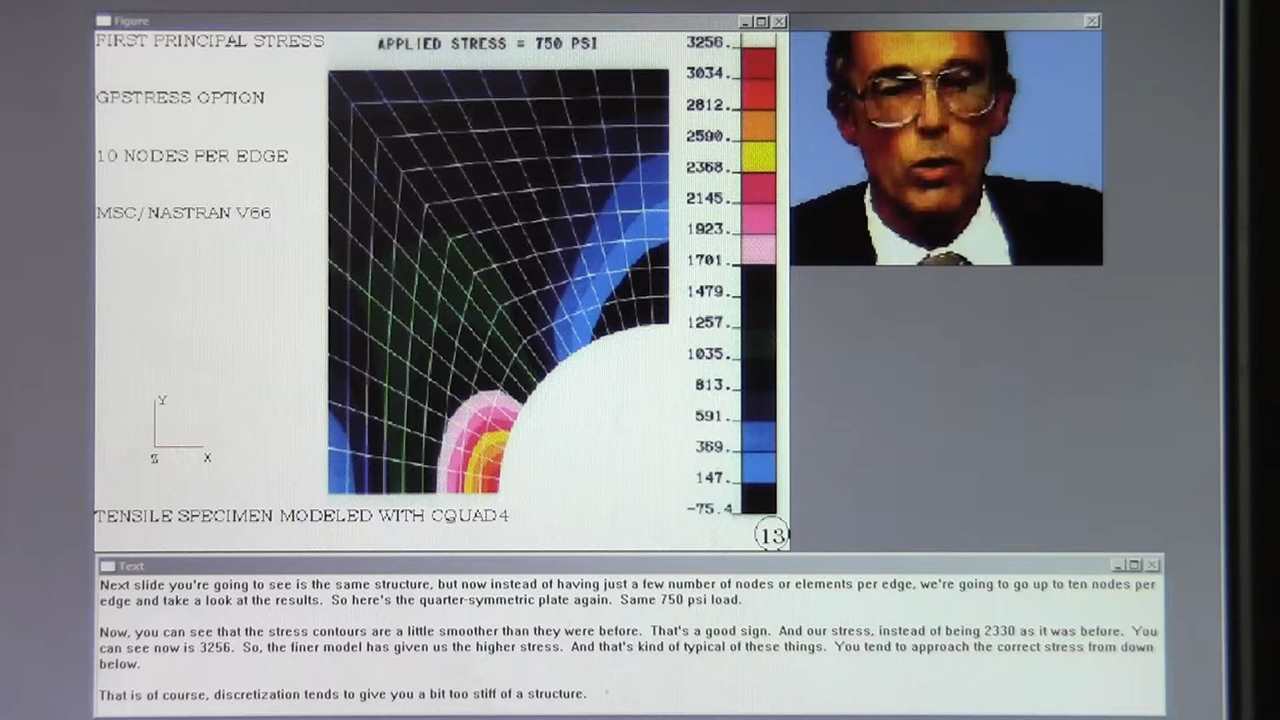 Figure
FIRST PRINCIPAL STRESS
APPLIED STRESS = 750 PSI
GPSTRESS OPTION
10 NODES PER EDGE
MSC/NASTRAN V66
3256.
3034.
2812.
2590.
2368.
2145.
1923.
1701.
1479.
1257.
1035.
813.
591.
369.
147.
-75.4
Y
Z X
TENSILE SPECIMEN MODELED WITH CQUAD4
13
Text
Next slide you're going to see is the same structure, but now instead of having just a few number of nodes or elements per edge, we're going to go up to ten nodes per
edge and take a look at the results. So here's the quarter-symmetric plate again. Same 750 psi load.
Now, you can see that the stress contours are a little smoother than they were before. That's a good sign. And our stress, instead of being 2330 as it was before. You
can see now is 3256. So, the finer model has given us the higher stress. And that's kind of typical of these things. You tend to approach the correct stress from down
below.
That is of course, discretization tends to give you a bit too stiff of a structure.